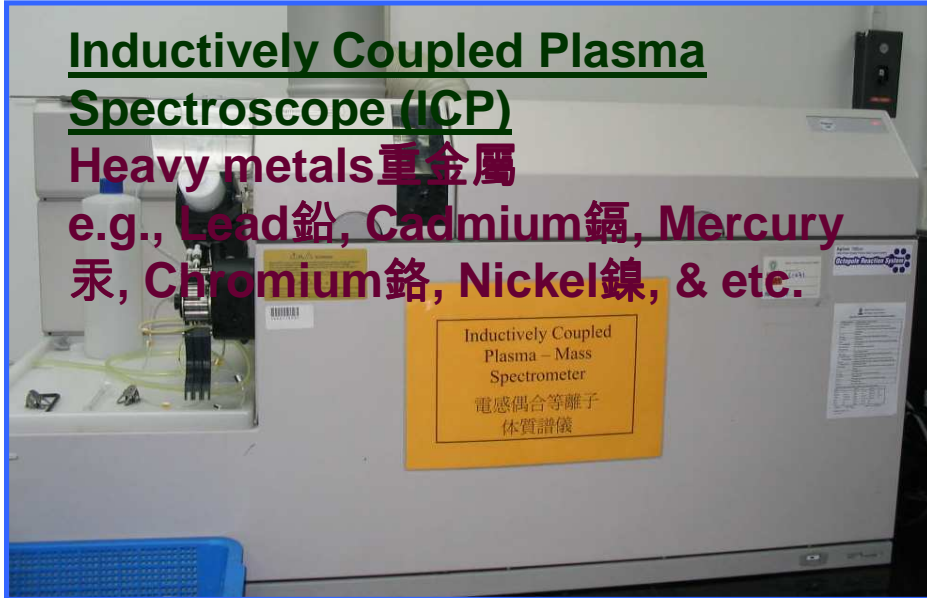 Inductively Coupled Plasma
Spectroscope (ICP)
Heavy metals重金屬
e.g., Lead鉛, Cadmium鎘, Mercury
汞, Chromium鉻, Nickel鎳, & etc.
Octopole Reaction System
Inductively Coupled
Plasma – Mass
Spectrometer
電感偶合等離子
体質譜儀